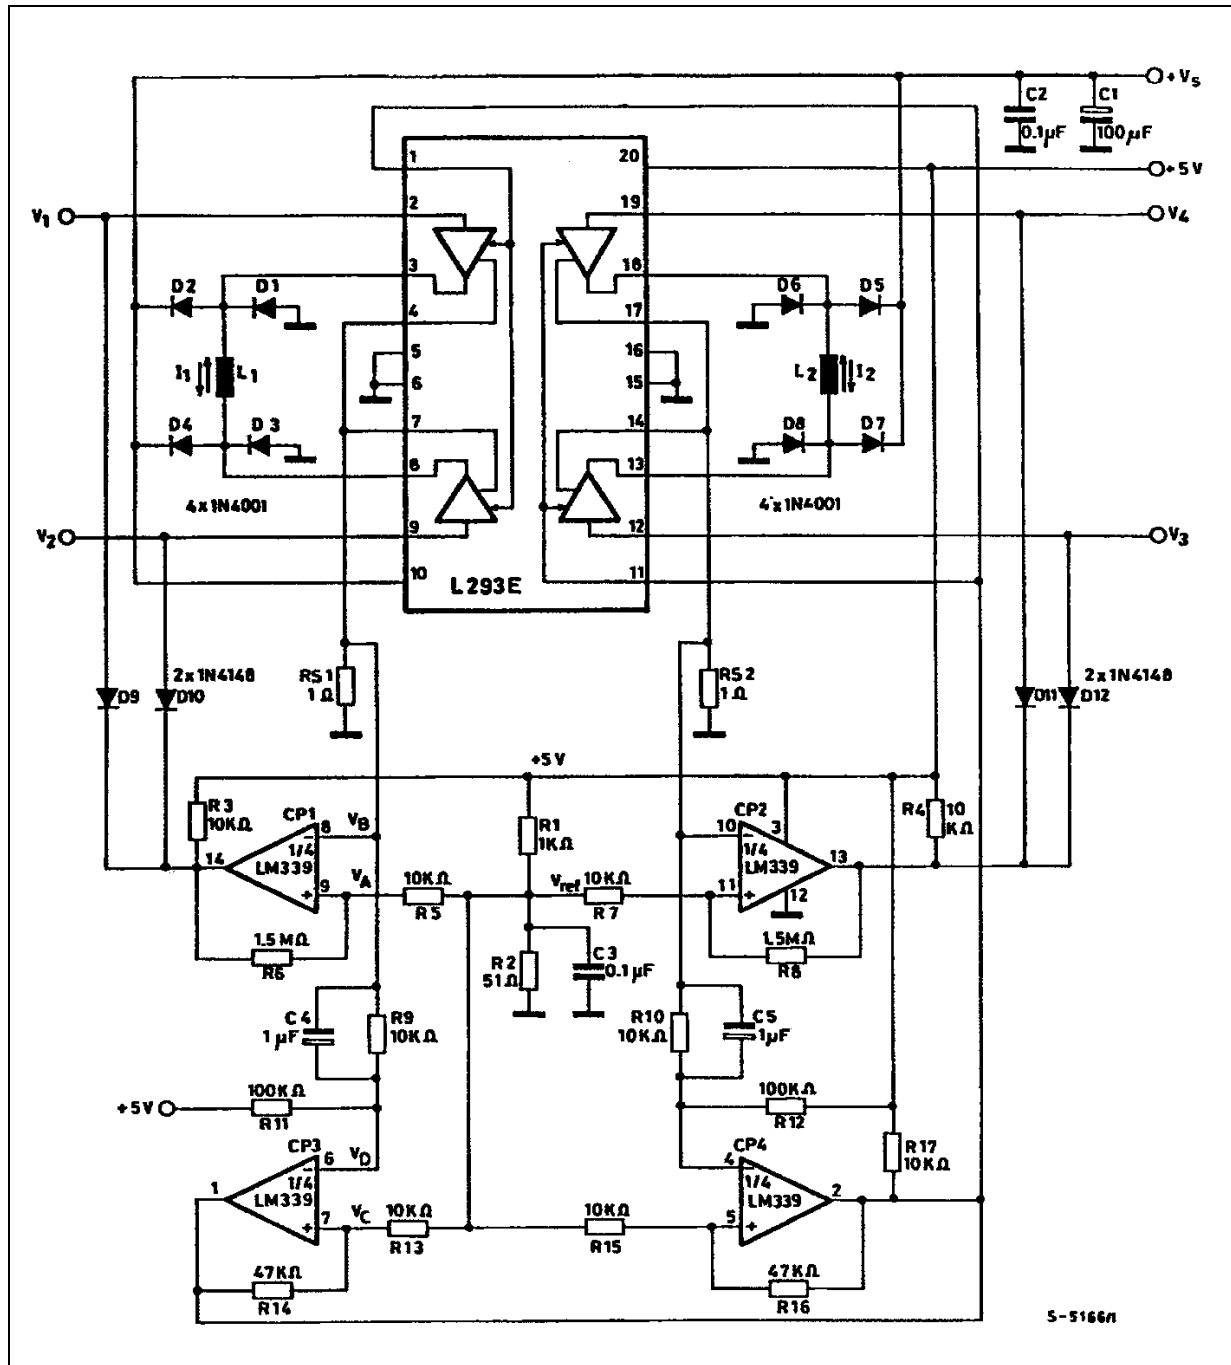 +Vs
C2
C1
0.1µF
100µF
+5V
1
20
V1
2
19
V4
3
18
D2
D1
D6
D5
4
17
5
16
I1
L1
6
15
L2
I2
7
14
D4
D3
D8
D7
8
13
4x1N4001
4x1N4001
V2
9
12
V3
10
11
L293E
RS1
1Ω
RS2
1Ω
2x1N4148
2x1N4148
D9
D10
D11
D12
+5V
R3
10KΩ
CP1
VB
8
-
1/4
LM339
14
9
+
VA
10KΩ
R5
R1
1KΩ
Vref
10KΩ
R7
CP2
3
10
-
1/4
LM339
13
11
+
12
R4
10
KΩ
1.5MΩ
R6
R2
51Ω
C3
0.1µF
1.5MΩ
R8
C4
1µF
R9
10KΩ
R10
10KΩ
C5
1µF
+5V
100KΩ
R11
100KΩ
R12
R17
10KΩ
CP3
6
-
VD
1/4
LM339
1
7
+
VC
10KΩ
R13
10KΩ
R15
CP4
4
-
1/4
LM339
2
5
+
47KΩ
R14
47KΩ
R16
S-5166/1